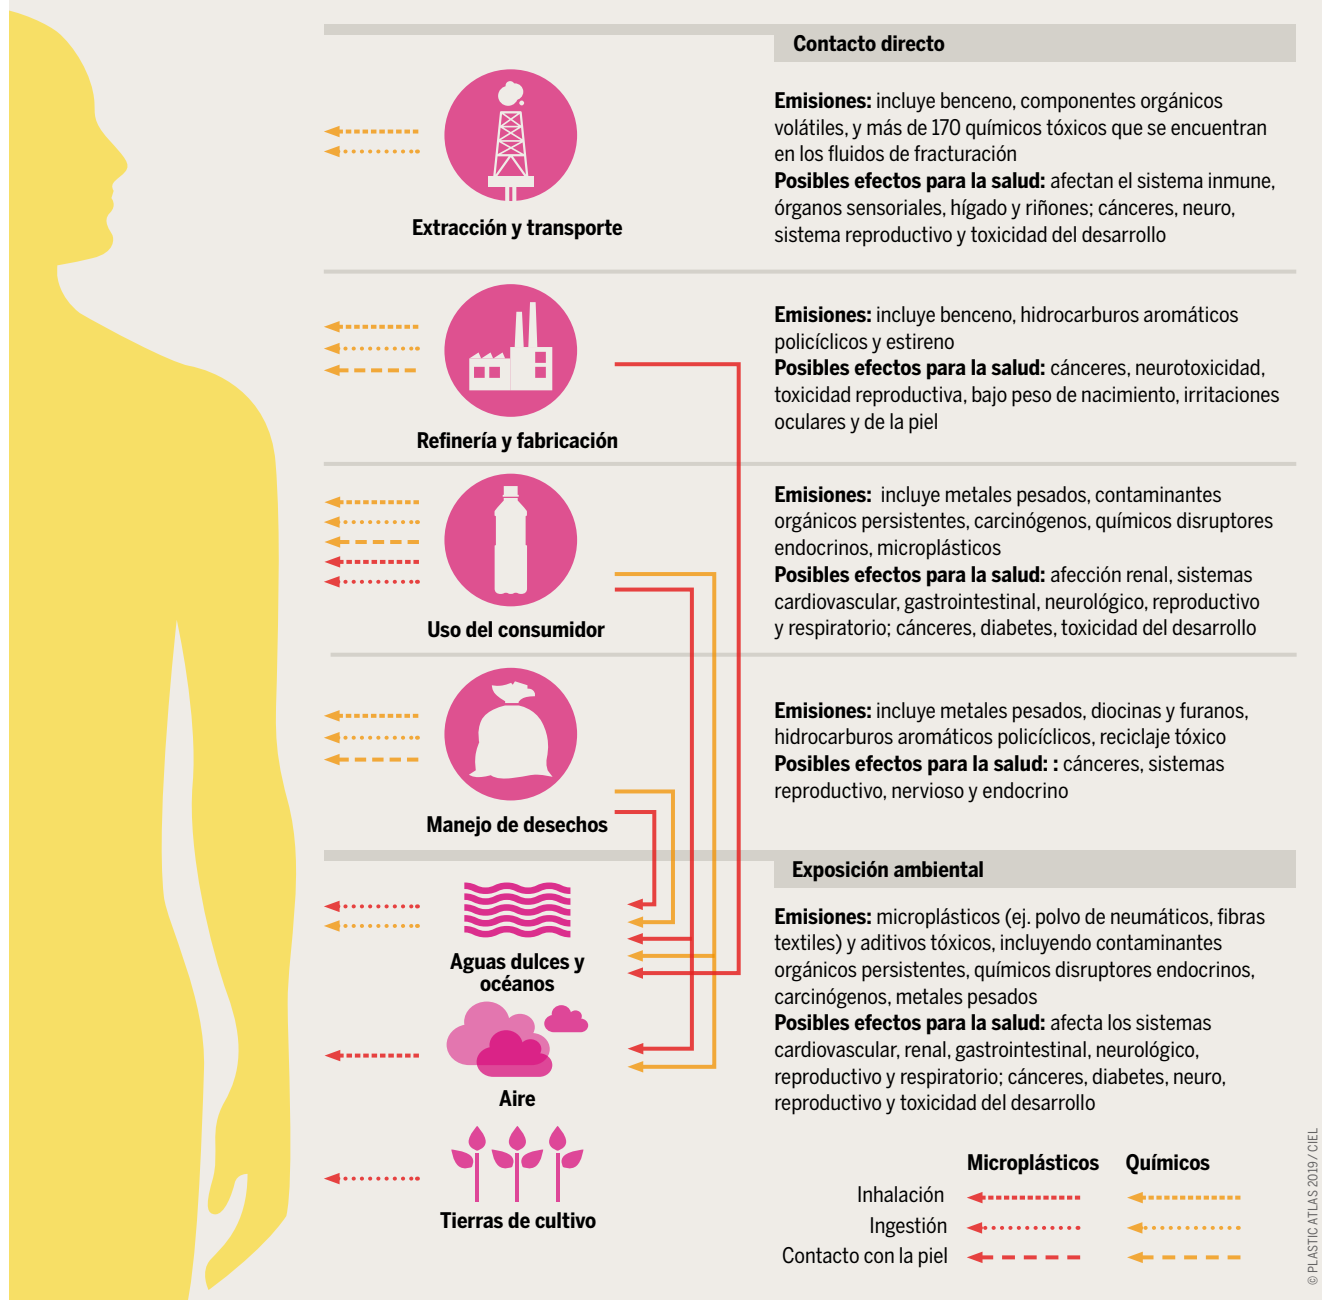 Contacto directo
Emisiones: incluye benceno, componentes orgánicos
volátiles, y más de 170 químicos tóxicos que se encuentran
en los fluidos de fracturación
Posibles efectos para la salud: afectan el sistema inmune,
órganos sensoriales, hígado y riñones; cánceres, neuro,
sistema reproductivo y toxicidad del desarrollo
Extracción y transporte
Emisiones: incluye benceno, hidrocarburos aromáticos
policíclicos y estireno
Posibles efectos para la salud: cánceres, neurotoxicidad,
toxicidad reproductiva, bajo peso de nacimiento, irritaciones
oculares y de la piel
Refinería y fabricación
Emisiones: incluye metales pesados, contaminantes
orgánicos persistentes, carcinógenos, químicos disruptores
endocrinos, microplásticos
Posibles efectos para la salud: afección renal, sistemas
cardiovascular, gastrointestinal, neurológico, reproductivo
y respiratorio; cánceres, diabetes, toxicidad del desarrollo
Uso del consumidor
Emisiones: incluye metales pesados, diocinas y furanos,
hidrocarburos aromáticos policíclicos, reciclaje tóxico
Posibles efectos para la salud: : cánceres, sistemas
reproductivo, nervioso y endocrino
Manejo de desechos
Exposición ambiental
Emisiones: microplásticos (ej. polvo de neumáticos, fibras
textiles) y aditivos tóxicos, incluyendo contaminantes
orgánicos persistentes, químicos disruptores endocrinos,
carcinógenos, metales pesados
Posibles efectos para la salud: afecta los sistemas
cardiovascular, renal, gastrointestinal, neurológico,
reproductivo y respiratorio; cánceres, diabetes, neuro,
reproductivo y toxicidad del desarrollo
Aguas dulces y
océanos
Aire
Tierras de cultivo
Microplásticos Químicos
Inhalación
Ingestión
Contacto con la piel
© PLASTIC ATLAS 2019 / CIEL